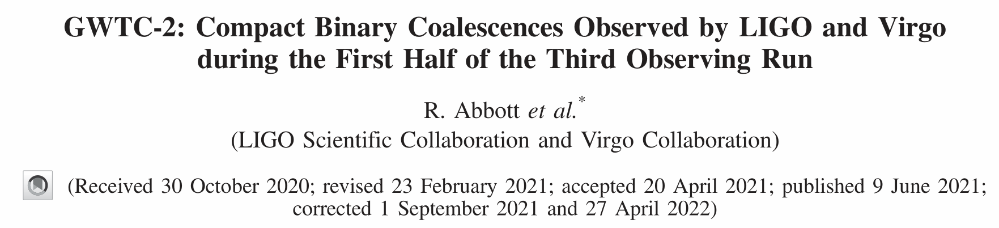 GWTC-2: Compact Binary Coalescences Observed by LIGO and Virgo
during the First Half of the Third Observing Run
R. Abbott et al.*
(LIGO Scientific Collaboration and Virgo Collaboration)
(Received 30 October 2020; revised 23 February 2021; accepted 20 April 2021; published 9 June 2021;
corrected 1 September 2021 and 27 April 2022)